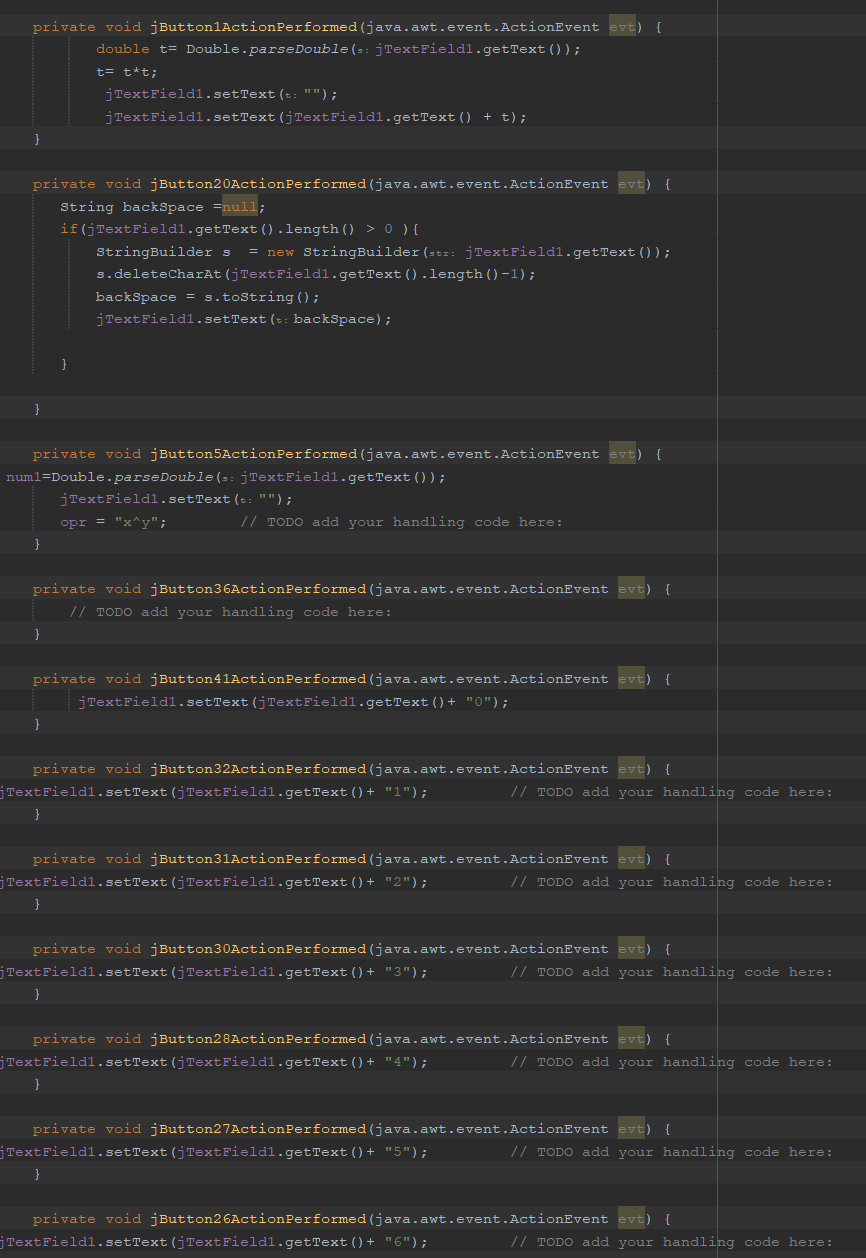 private void jButton1ActionPerformed(java.awt.event.ActionEvent evt) {
double t= Double.parseDouble( s: jTextField1.getText());
t= t*t;
jTextField1.setText( t: "");
jTextField1.setText(jTextField1.getText() + t);
}
private void jButton20ActionPerformed(java.awt.event.ActionEvent evt) {
String backSpace =null;
if(jTextField1.getText().length() > 0 ){
StringBuilder s  = new StringBuilder( str: jTextField1.getText());
s.deleteCharAt(jTextField1.getText().length()-1);
backSpace = s.toString();
jTextField1.setText( t: backSpace);
}
}
private void jButton5ActionPerformed(java.awt.event.ActionEvent evt) {
num1=Double.parseDouble( s: jTextField1.getText());
jTextField1.setText( t: "");
opr = "x^y";        // TODO add your handling code here:
}
private void jButton36ActionPerformed(java.awt.event.ActionEvent evt) {
// TODO add your handling code here:
}
private void jButton41ActionPerformed(java.awt.event.ActionEvent evt) {
jTextField1.setText(jTextField1.getText()+ "0");
}
private void jButton32ActionPerformed(java.awt.event.ActionEvent evt) {
jTextField1.setText(jTextField1.getText()+ "1");         // TODO add your handling code here:
}
private void jButton31ActionPerformed(java.awt.event.ActionEvent evt) {
jTextField1.setText(jTextField1.getText()+ "2");         // TODO add your handling code here:
}
private void jButton30ActionPerformed(java.awt.event.ActionEvent evt) {
jTextField1.setText(jTextField1.getText()+ "3");         // TODO add your handling code here:
}
private void jButton28ActionPerformed(java.awt.event.ActionEvent evt) {
jTextField1.setText(jTextField1.getText()+ "4");         // TODO add your handling code here:
}
private void jButton27ActionPerformed(java.awt.event.ActionEvent evt) {
jTextField1.setText(jTextField1.getText()+ "5");         // TODO add your handling code here:
}
private void jButton26ActionPerformed(java.awt.event.ActionEvent evt) {
jTextField1.setText(jTextField1.getText()+ "6");         // TODO add your handling code here: